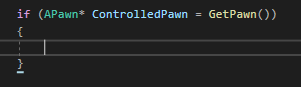 if (APawn* ControlledPawn = GetPawn())
{
}